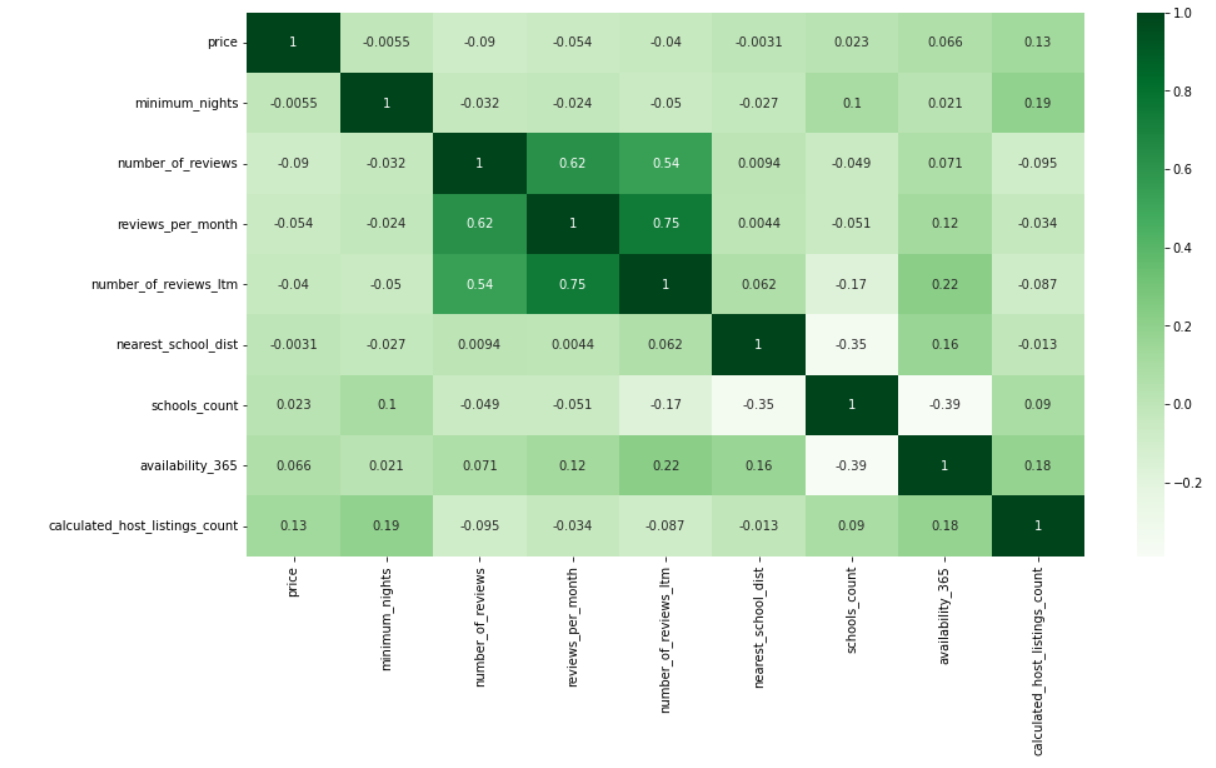 price 1 -0.0055 -0.09 -0.054 -0.04 -0.0031 0.023 0.066 0.13
minimum_nights -0.0055 1 -0.032 -0.024 -0.05 -0.027 0.1 0.021 0.19
number_of_reviews -0.09 -0.032 1 0.62 0.54 0.0094 -0.049 0.071 -0.095
reviews_per_month -0.054 -0.024 0.62 1 0.75 0.0044 -0.051 0.12 -0.034
number_of_reviews_ltm -0.04 -0.05 0.54 0.75 1 0.062 -0.17 0.22 -0.087
nearest_school_dist -0.0031 -0.027 0.0094 0.0044 0.062 1 -0.35 0.16 -0.013
schools_count 0.023 0.1 -0.049 -0.051 -0.17 -0.35 1 -0.39 0.09
availability_365 0.066 0.021 0.071 0.12 0.22 0.16 -0.39 1 0.18
calculated_host_listings_count 0.13 0.19 -0.095 -0.034 -0.087 -0.013 0.09 0.18 1
price
minimum_nights
number_of_reviews
reviews_per_month
number_of_reviews_ltm
nearest_school_dist
schools_count
availability_365
calculated_host_listings_count
1.0
0.8
0.6
0.4
0.2
0.0
−0.2